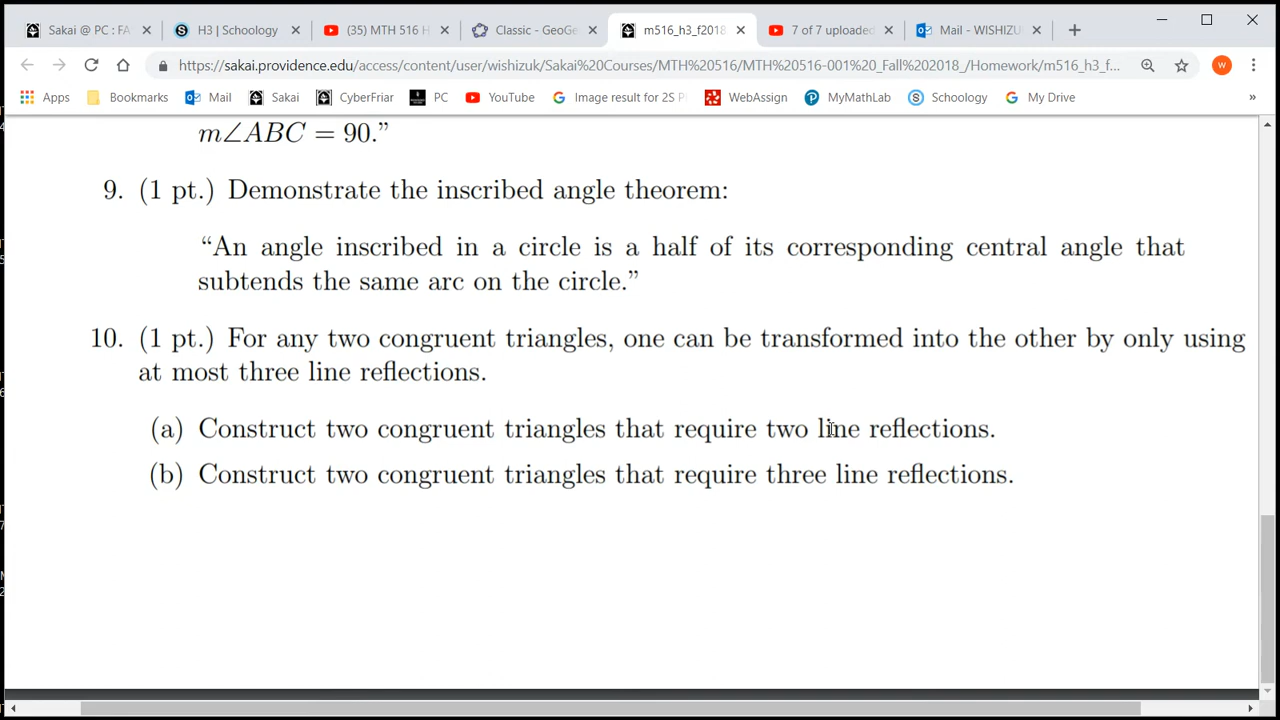 Sakai @ PC : FA
H3 | Schoology
(35) MTH 516 H
Classic - GeoGe
m516_h3_f2018
7 of 7 uploaded
Mail - WISHIZU
https://sakai.providence.edu/access/content/user/wishizuk/Sakai%20Courses/MTH%20516/MTH%20516-001%20_Fall%202018_/Homework/m516_h3_f...
W
Apps
Bookmarks
Mail
Sakai
CyberFriar
PC
YouTube
Image result for 2S P
WebAssign
MyMathLab
Schoology
My Drive
»
m∠ABC = 90.”
9. (1 pt.) Demonstrate the inscribed angle theorem:
“An angle inscribed in a circle is a half of its corresponding central angle that
subtends the same arc on the circle.”
10. (1 pt.) For any two congruent triangles, one can be transformed into the other by only using
at most three line reflections.
(a) Construct two congruent triangles that require two line reflections.
(b) Construct two congruent triangles that require three line reflections.